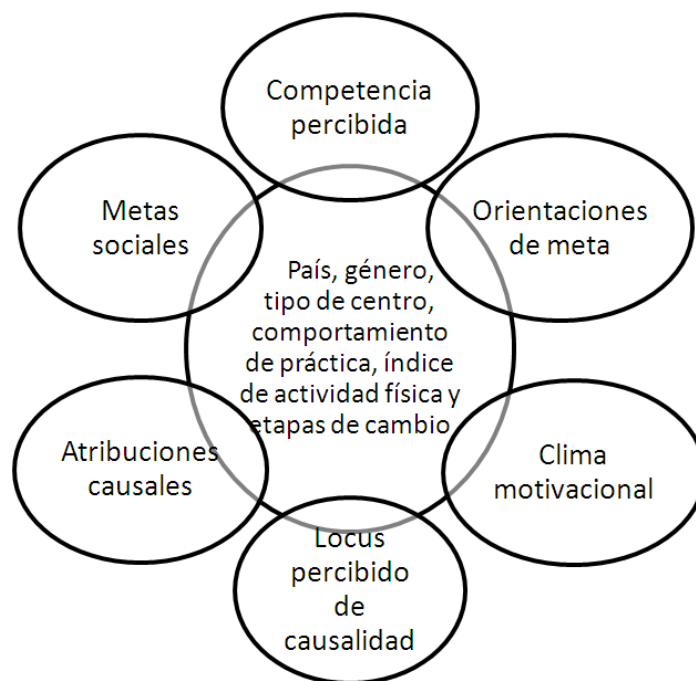 Competencia
percibida
Metas
sociales
Orientaciones
de meta
País, género,
tipo de centro,
comportamiento
de práctica, índice
de actividad física y
etapas de cambio
Atribuciones
causales
Clima
motivacional
Locus
percibido
de
causalidad